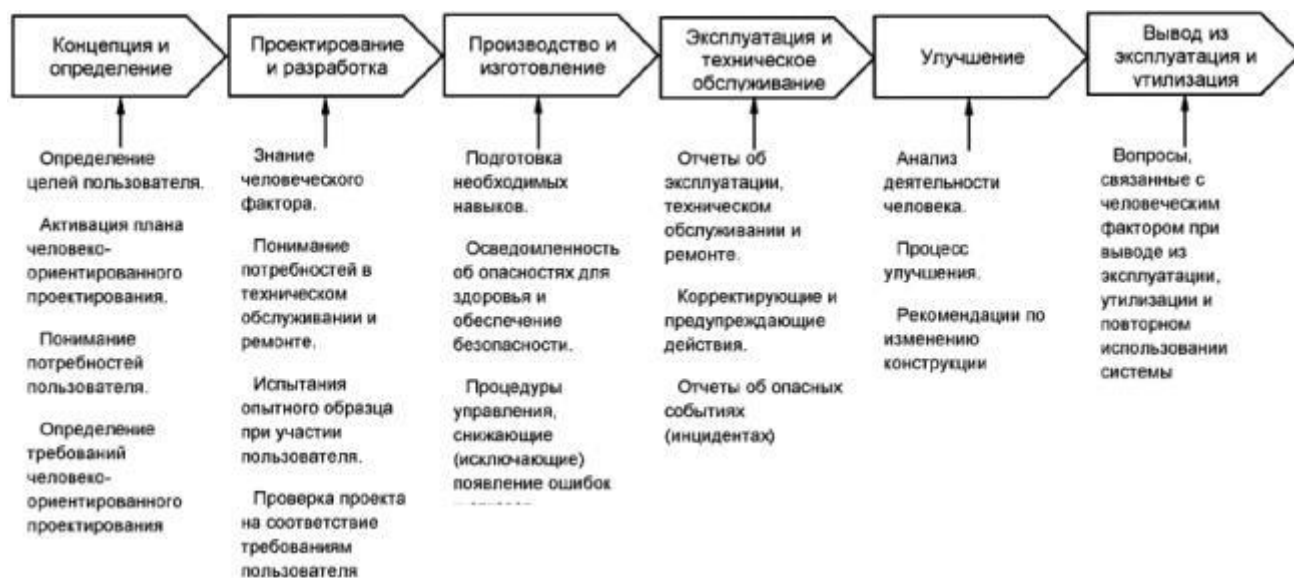 Концепция и
определение
Проектирование
и разработка
Производство и
изготовление
Эксплуатация и
техническое
обслуживание
Улучшение
Вывод из
эксплуатации и
утилизация
Определение
целей пользователя.
Активация плана
человеко-
ориентированного
проектирования.
Понимание
потребностей
пользователя.
Определение
требований
человеко-
ориентированного
проектирования
Знание
человеческого
фактора.
Понимание
потребностей в
техническом
обслуживании и
ремонте.
Испытания
опытного образца
при участии
пользователя.
Проверка проекта
на соответствие
требованиям
пользователя
Подготовка
необходимых
навыков.
Осведомленность
об опасностях для
здоровья и
обеспечение
безопасности.
Процедуры
управления,
снижающие
(исключающие)
появление ошибок
Отчеты об
эксплуатации,
техническом
обслуживании и
ремонте.
Корректирующие и
предупреждающие
действия.
Отчеты об опасных
событиях
(инцидентах)
Анализ
деятельности
человека.
Процесс
улучшения.
Рекомендации по
изменению
конструкции
Вопросы,
связанные с
человеческим
фактором при
выводе из
эксплуатации,
утилизации и
повторном
использовании
системы